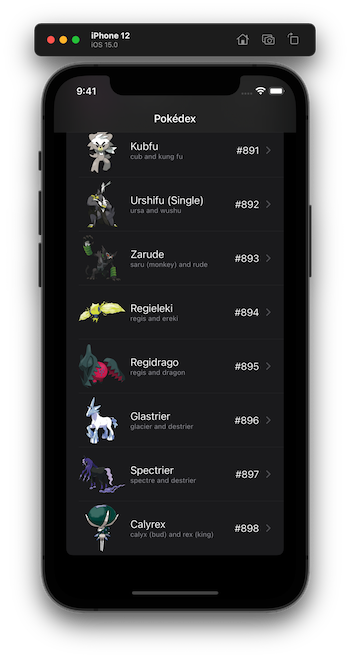 iPhone 12
iOS 15.0
9:41
Pokédex
Kubfu
cub and kung fu
#891
Urshifu (Single)
ursa and wushu
#892
Zarude
saru (monkey) and rude
#893
Regieleki
regis and ereki
#894
Regidrago
regis and dragon
#895
Glastrier
glacier and destrier
#896
Spectrier
spectre and destrier
#897
Calyrex
calyx (bud) and rex (king)
#898